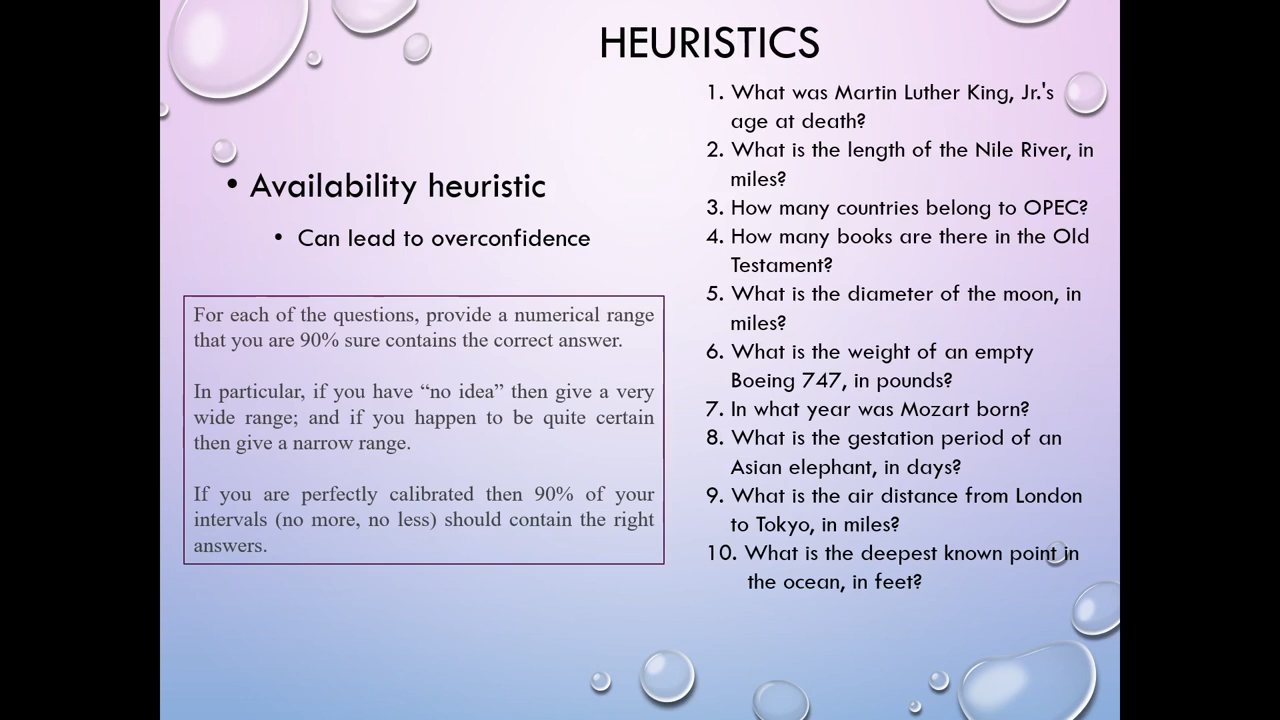 HEURISTICS
• Availability heuristic
• Can lead to overconfidence
For each of the questions, provide a numerical range
that you are 90% sure contains the correct answer.
In particular, if you have “no idea” then give a very
wide range; and if you happen to be quite certain
then give a narrow range.
If you are perfectly calibrated then 90% of your
intervals (no more, no less) should contain the right
answers.
1. What was Martin Luther King, Jr.'s
age at death?
2. What is the length of the Nile River, in
miles?
3. How many countries belong to OPEC?
4. How many books are there in the Old
Testament?
5. What is the diameter of the moon, in
miles?
6. What is the weight of an empty
Boeing 747, in pounds?
7. In what year was Mozart born?
8. What is the gestation period of an
Asian elephant, in days?
9. What is the air distance from London
to Tokyo, in miles?
10. What is the deepest known point in
the ocean, in feet?